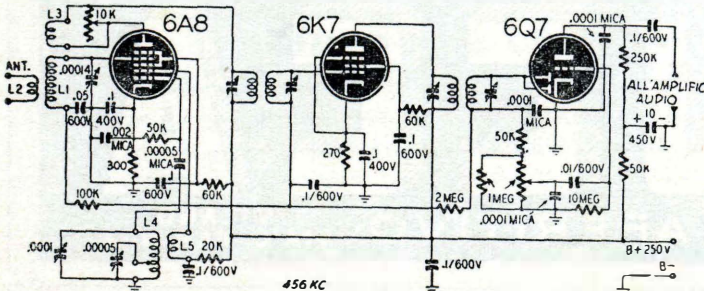 L3
10K
6A8
6K7
6Q7
.0001 MICA
.1/600V
ANT.
L2
L1
.00014
.05
600V
.1
400V
.002
MICA
50K
.00005
MICA
300
.1
600V
60K
100K
270
.1
400V
60K
.1
600V
.1/600V
.0001
MICA
50K
250K
ALL'AMPLIFIC
AUDIO
+ 10 -
450V
50K
.01/600V
1MEG
2MEG
.0001 MICA
10MEG
L4
L5
.0001
.00005
20K
.1/600V
456 KC
.1/600V
B+250V
B-